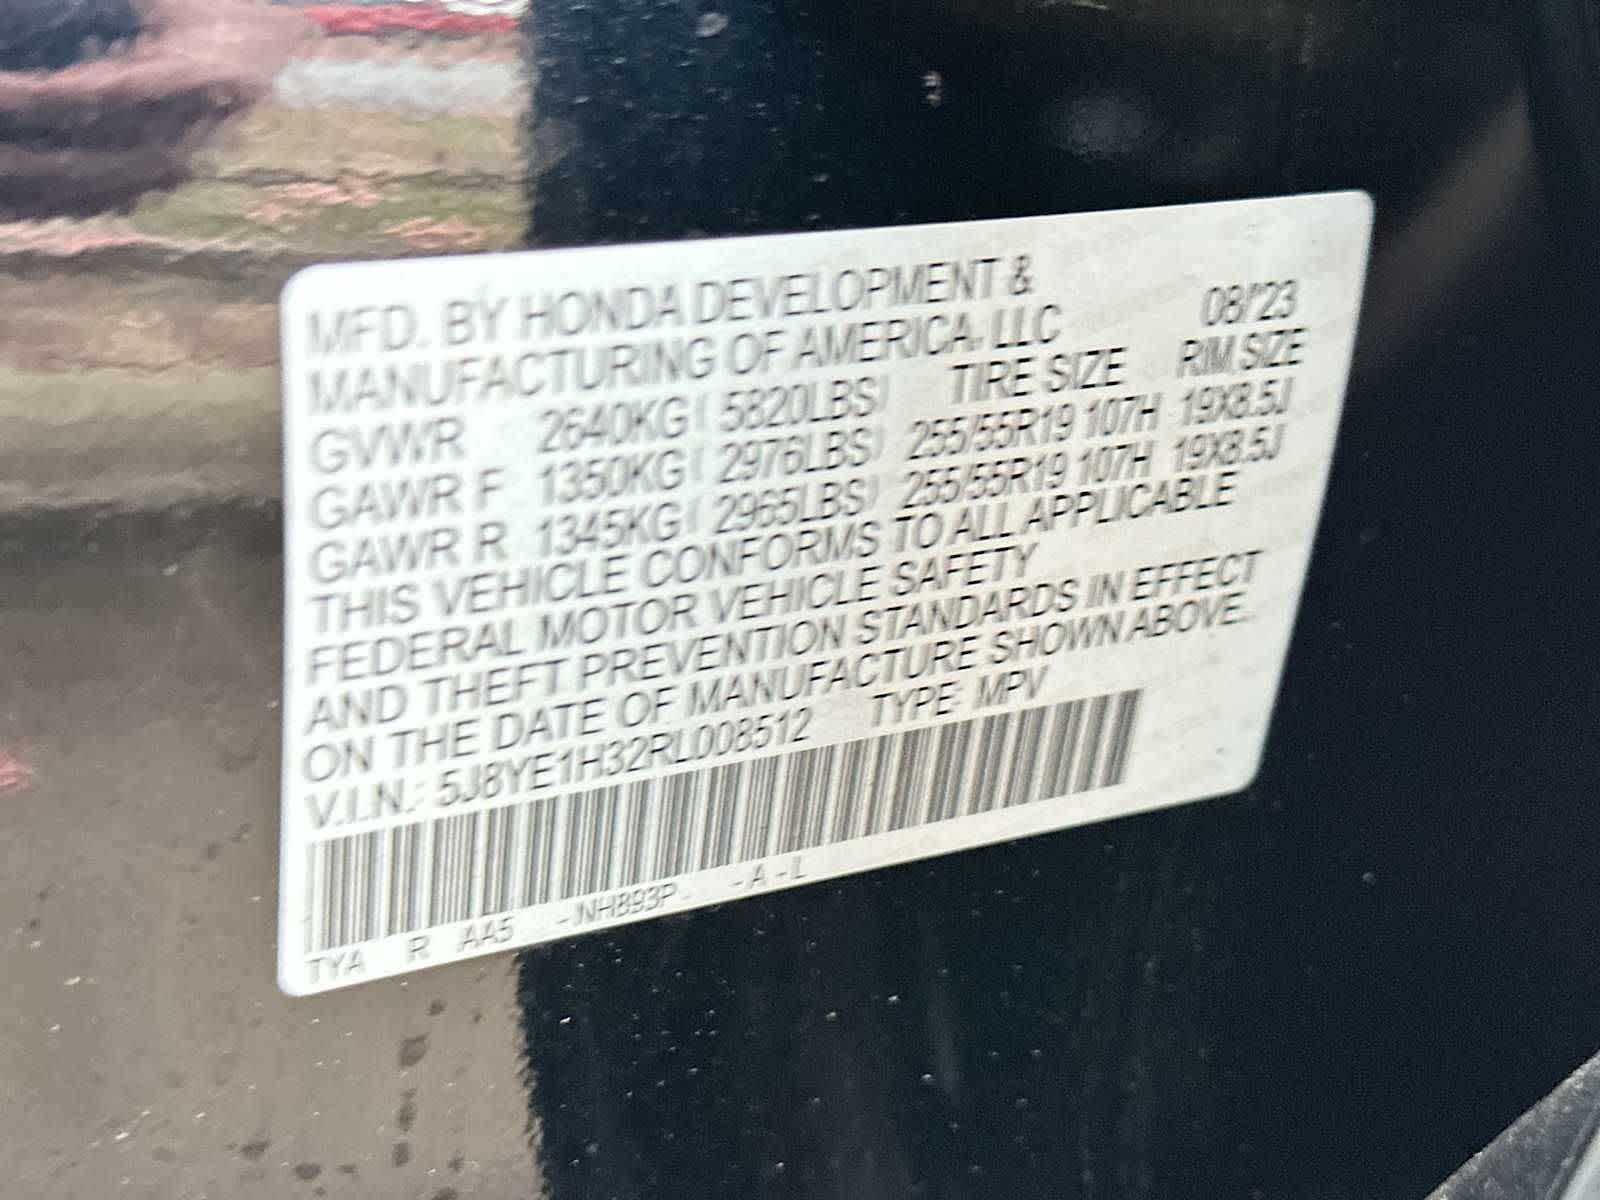 MFD. BY HONDA DEVELOPMENT &
MANUFACTURING OF AMERICA, LLC 08/'23
GVWR 2640KG( 5820LBS) TIRE SIZE RIM SIZE
GAWR F 1350KG( 2976LBS) 255/55R19 107H 19X8.5J
GAWR R 1345KG( 2965LBS) 255/55R19 107H 19X8.5J
THIS VEHICLE CONFORMS TO ALL APPLICABLE
FEDERAL MOTOR VEHICLE SAFETY
AND THEFT PREVENTION STANDARDS IN EFFECT
ON THE DATE OF MANUFACTURE SHOWN ABOVE.
V.I.N.: 5J8YE1H32RL008512 TYPE: MPV
TYA R AA5 -NH893P- -A-L